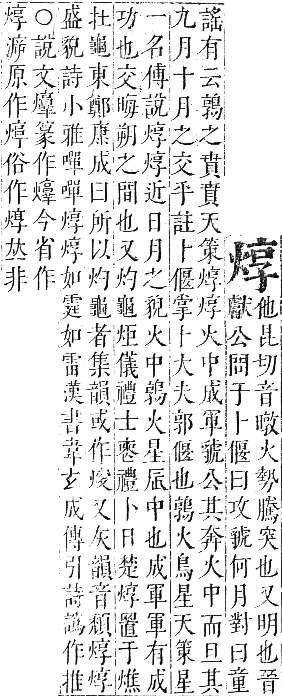 焞
他昆切音暾火勢騰突也又明也晉
獻公問于卜偃曰攻虢何月對曰童
謠有云鶉之賁賁天策焞焞火中成軍虢公其奔火中而旦其
九月十月之交乎註卜偃掌卜大夫郭偃也鶉火鳥星天策星
一名傅說焞焞近日月之貌火中鶉火星辰中也成軍軍有成
功也交晦朔之間也又灼龜炬儀禮士喪禮卜日楚焞置于燋
在龜東鄭康成曰所以灼龜者集韻或作焌又灰韻音頹焞焞
盛貌詩小雅嘽嘽焞焞如霆如雷漢書韋玄成傳引詩譌作推
○說文篆作今省作
焞原作焞俗作𠀤非